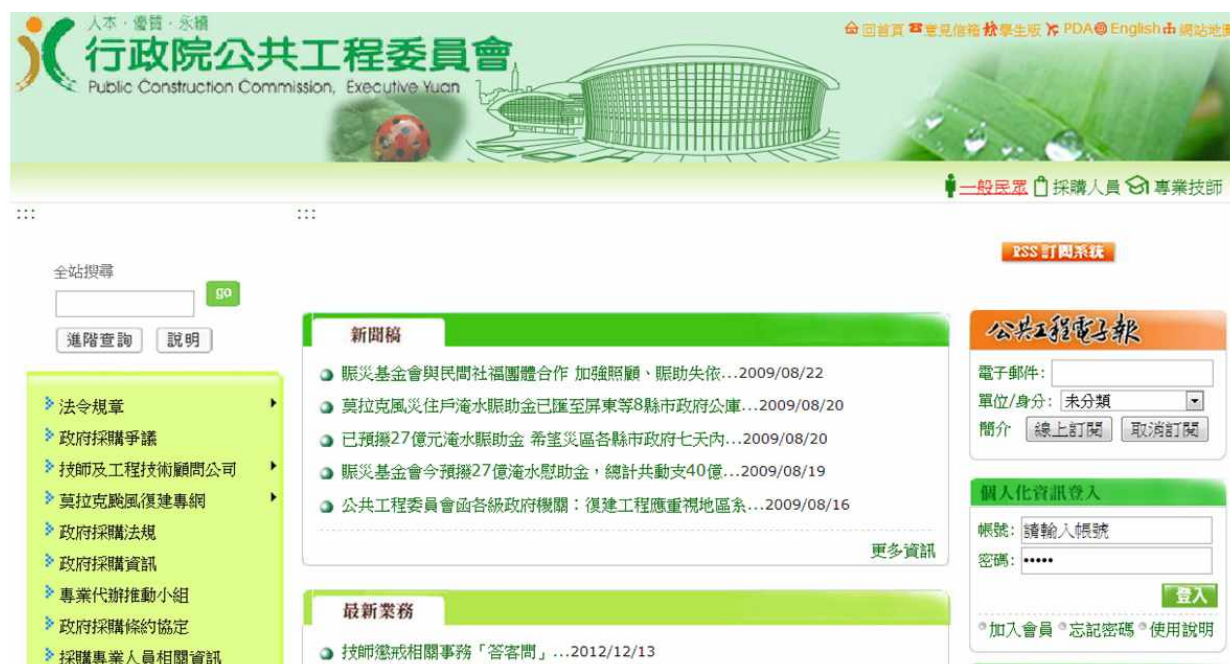 人本．優質．永續
行政院公共工程委員會
Public Construction Commission, Executive Yuan
回首頁 意見信箱 學生版 PDA English 網站地圖
一般民眾 採購人員 專業技師
:::
:::
RSS 訂閱系統
全站搜尋
go
進階查詢 說明
法令規章
政府採購爭議
技師及工程技術顧問公司
莫拉克颱風復建專網
政府採購法規
政府採購資訊
專業代辦推動小組
政府採購條約協定
採購專業人員相關資訊
新聞稿
賑災基金會與民間社福團體合作 加強照顧、賑助失依...2009/08/22
莫拉克風災住戶淹水賑助金已匯至屏東等8縣市政府公庫...2009/08/20
已預撥27億元淹水賑助金 希望災區各縣市政府七天內...2009/08/20
賑災基金會今預撥27億淹水慰助金，總計共動支40億...2009/08/19
公共工程委員會函各級政府機關：復建工程應重視地區系...2009/08/16
更多資訊
最新業務
技師懲戒相關事務「答客問」...2012/12/13
公共工程電子報
電子郵件:
單位/身分: 未分類
簡介 線上訂閱 取消訂閱
個人化資訊登入
帳號: 請輸入帳號
密碼: •••••
登入
加入會員 忘記密碼 使用說明